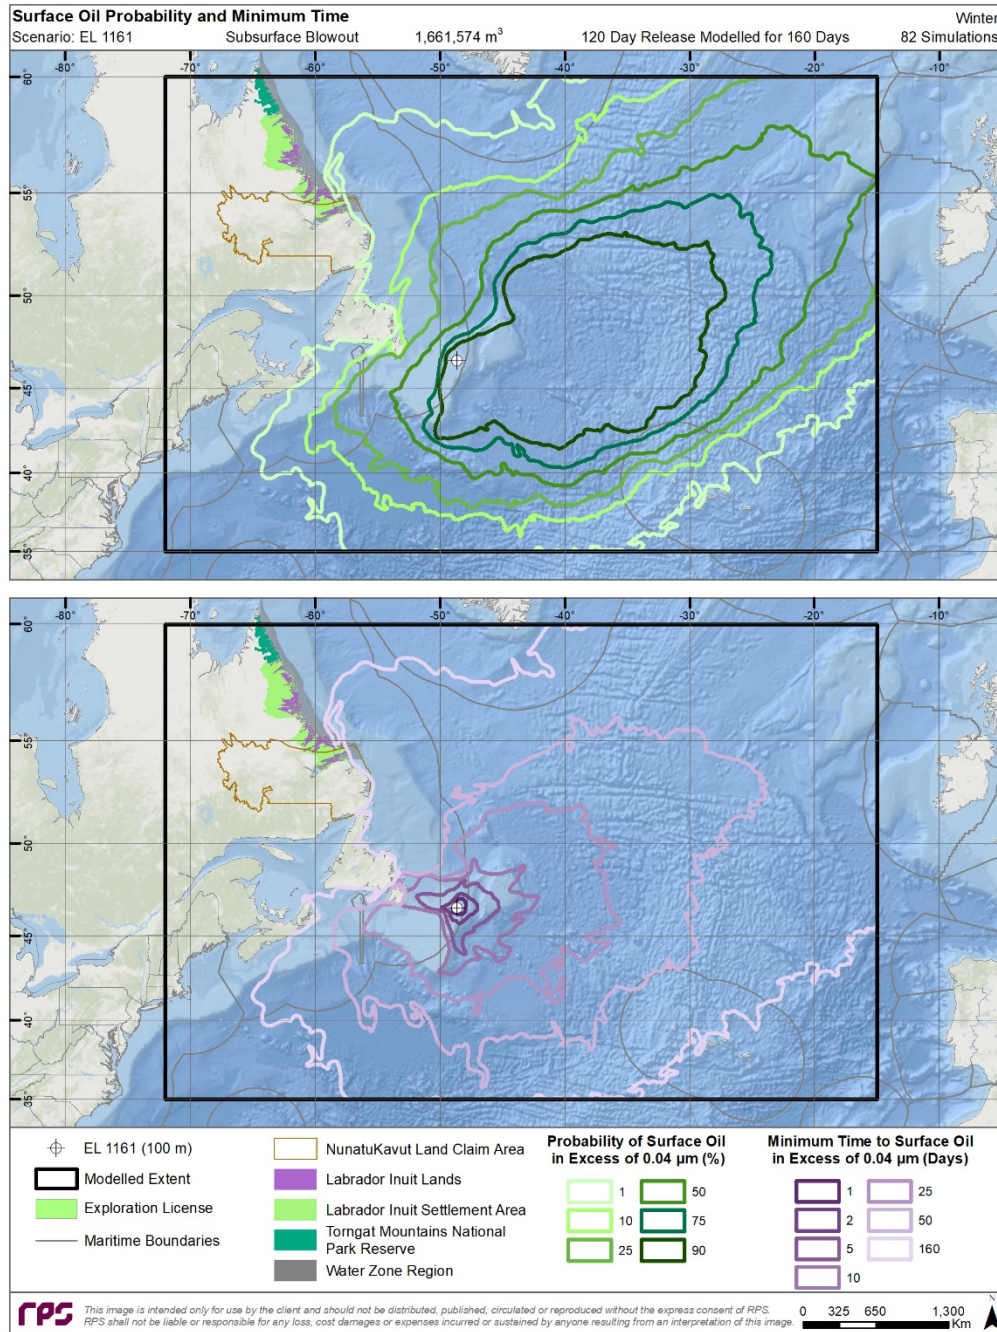 Surface Oil Probability and Minimum Time
Winter
Scenario: EL 1161 Subsurface Blowout 1,661,574 m³ 120 Day Release Modelled for 160 Days 82 Simulations
-80° -70° -60° -50° -40° -30° -20° -10°
60°
55°
50°
45°
40°
35°
-80° -70° -60° -50° -40° -30° -20° -10°
60°
55°
50°
45°
40°
35°
EL 1161 (100 m)
Modelled Extent
Exploration License
Maritime Boundaries
NunatuKavut Land Claim Area
Labrador Inuit Lands
Labrador Inuit Settlement Area
Torngat Mountains National
Park Reserve
Water Zone Region
Probability of Surface Oil
in Excess of 0.04 µm (%)
1 50
10 75
25 90
Minimum Time to Surface Oil
in Excess of 0.04 µm (Days)
1 25
2 50
5 160
10
rps
This image is intended only for use by the client and should not be distributed, published, circulated or reproduced without the express consent of RPS.
RPS shall not be liable or responsible for any loss, cost damages or expenses incurred or sustained by anyone resulting from an interpretation of this image.
0 325 650 1,300
Km
N